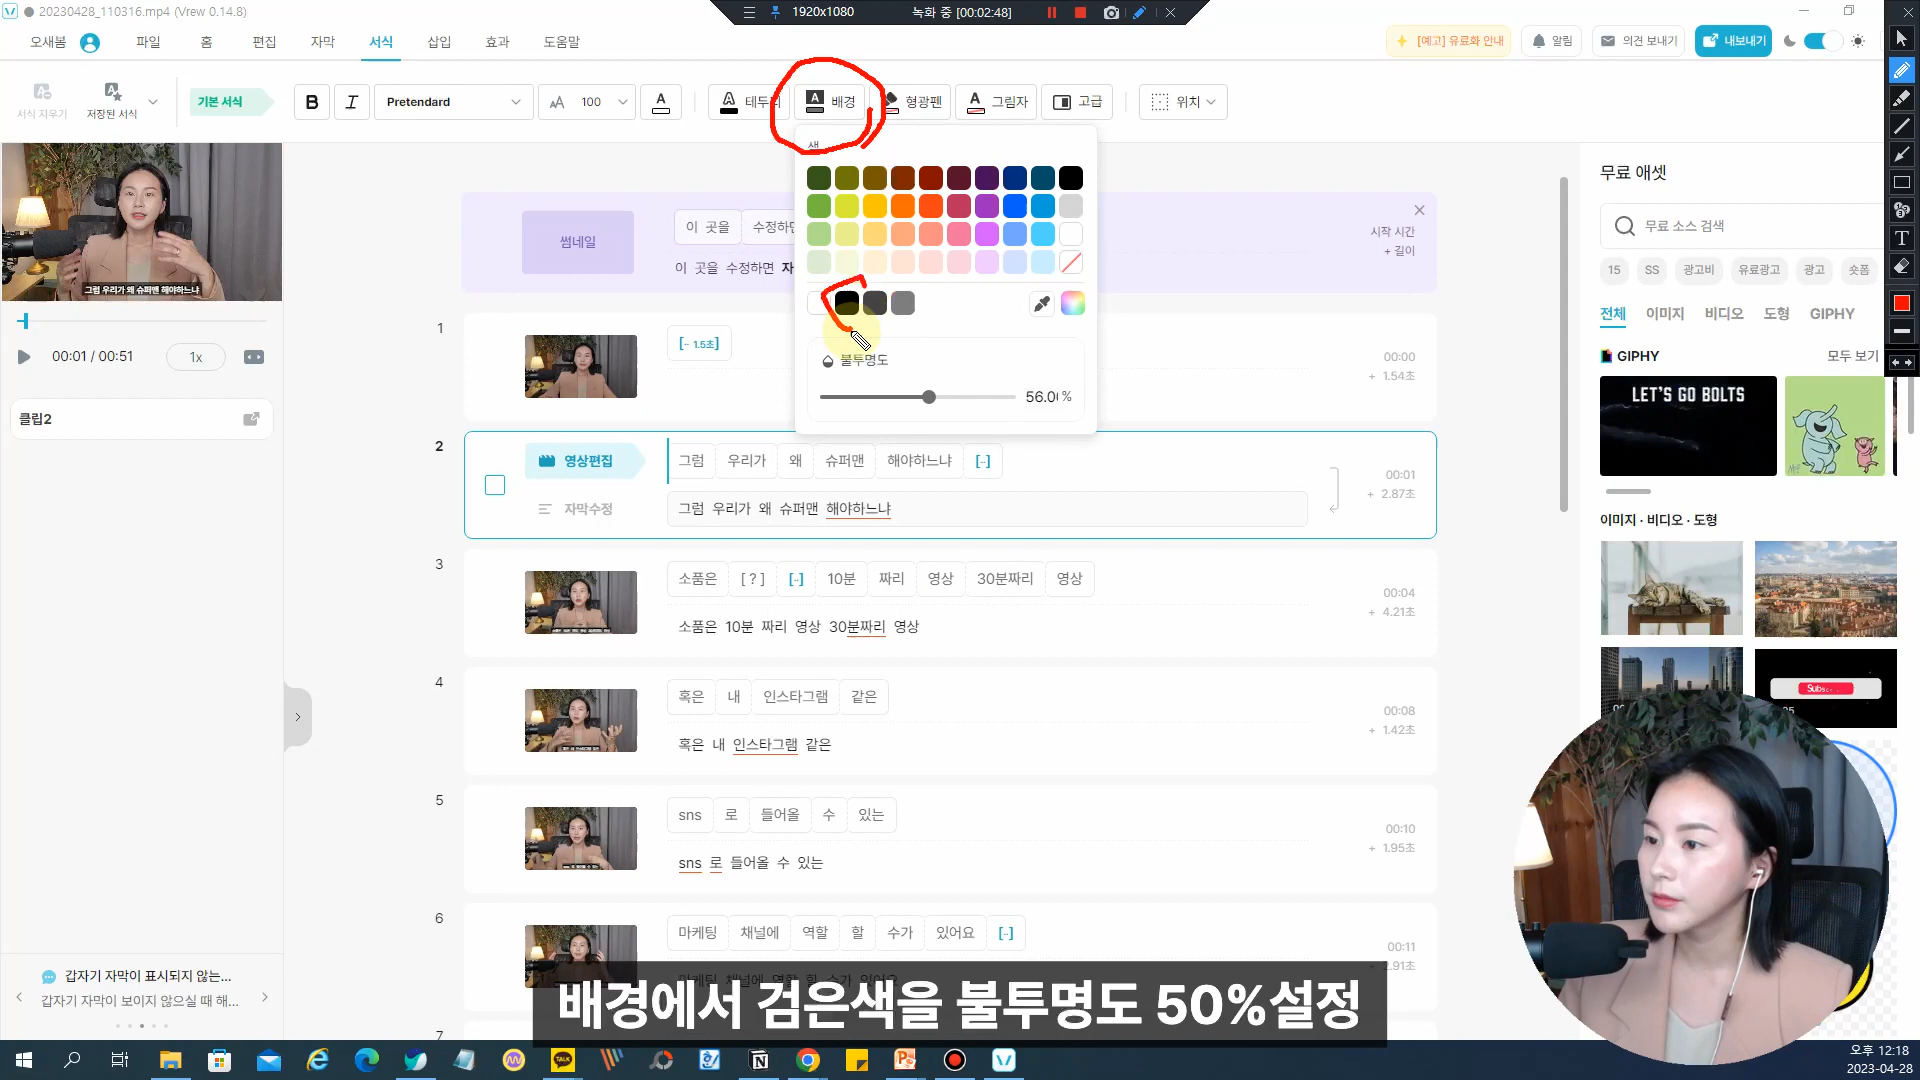 20230428_110316.mp4 (Vrew 0.14.8)
1920x1080
녹화 중 [00:02:48]
오새봄
파일
홈
편집
자막
서식
삽입
효과
도움말
[예고] 유료화 안내
알림
의견 보내기
내보내기
서식 지우기
저장된 서식
기본 서식
B
I
Pretendard
100
A
배경
형광펜
그림자
고급
위치
그럼 우리가 왜 슈퍼맨 해야하느냐
00:01 / 00:51
1x
클립2
썸네일
이 곳을
이 곳을 수정하면
시작 시간
+ 길이
불투명도
%
1
[·· 1.5초]
00:00
+ 1.54초
2
영상편집
그럼
우리가
왜
슈퍼맨
해야하느냐
[··]
00:01
+ 2.87초
자막수정
그럼 우리가 왜 슈퍼맨 해야하느냐
3
소품은
[ ? ]
[··]
10분
짜리
영상
30분짜리
영상
00:04
+ 4.21초
소품은 10분 짜리 영상 30분짜리 영상
4
혹은
내
인스타그램
같은
00:08
+ 1.42초
혹은 내 인스타그램 같은
5
sns
로
들어올
수
있는
00:10
+ 1.95초
sns 로 들어올 수 있는
6
마케팅
채널에
역할
할
수가
있어요
[··]
00:11
7
배경에서 검은색을 불투명도 50%설정
갑자기 자막이 표시되지 않는...
갑자기 자막이 보이지 않으실 때 해...
무료 애셋
무료 소스 검색
15
SS
광고비
유료광고
광고
숏폼
전체
이미지
비디오
도형
GIPHY
GIPHY
모두 보기
LET'S GO BOLTS
이미지 · 비디오 · 도형
TALK
오후 12:18
2023-04-28